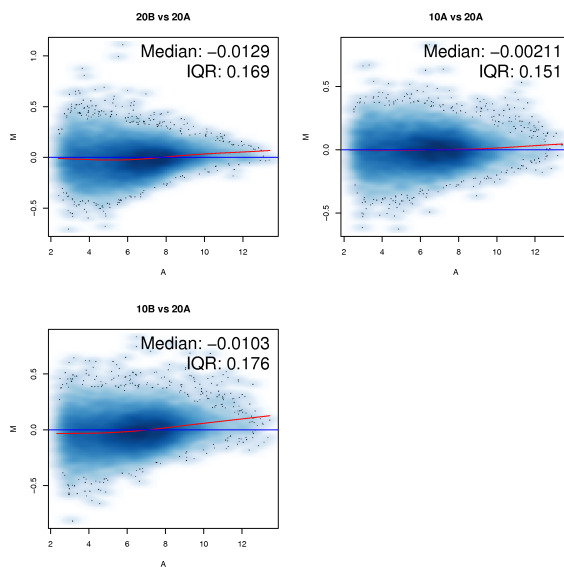 20B vs 20A
Median: −0.0129
IQR: 0.169
M
−0.5 0.0 0.5 1.0
2 4 6 8 10 12
A
10A vs 20A
Median: −0.00211
IQR: 0.151
M
−0.5 0.0 0.5
2 4 6 8 10 12
A
10B vs 20A
Median: −0.0103
IQR: 0.176
M
−0.5 0.0 0.5
2 4 6 8 10 12
A